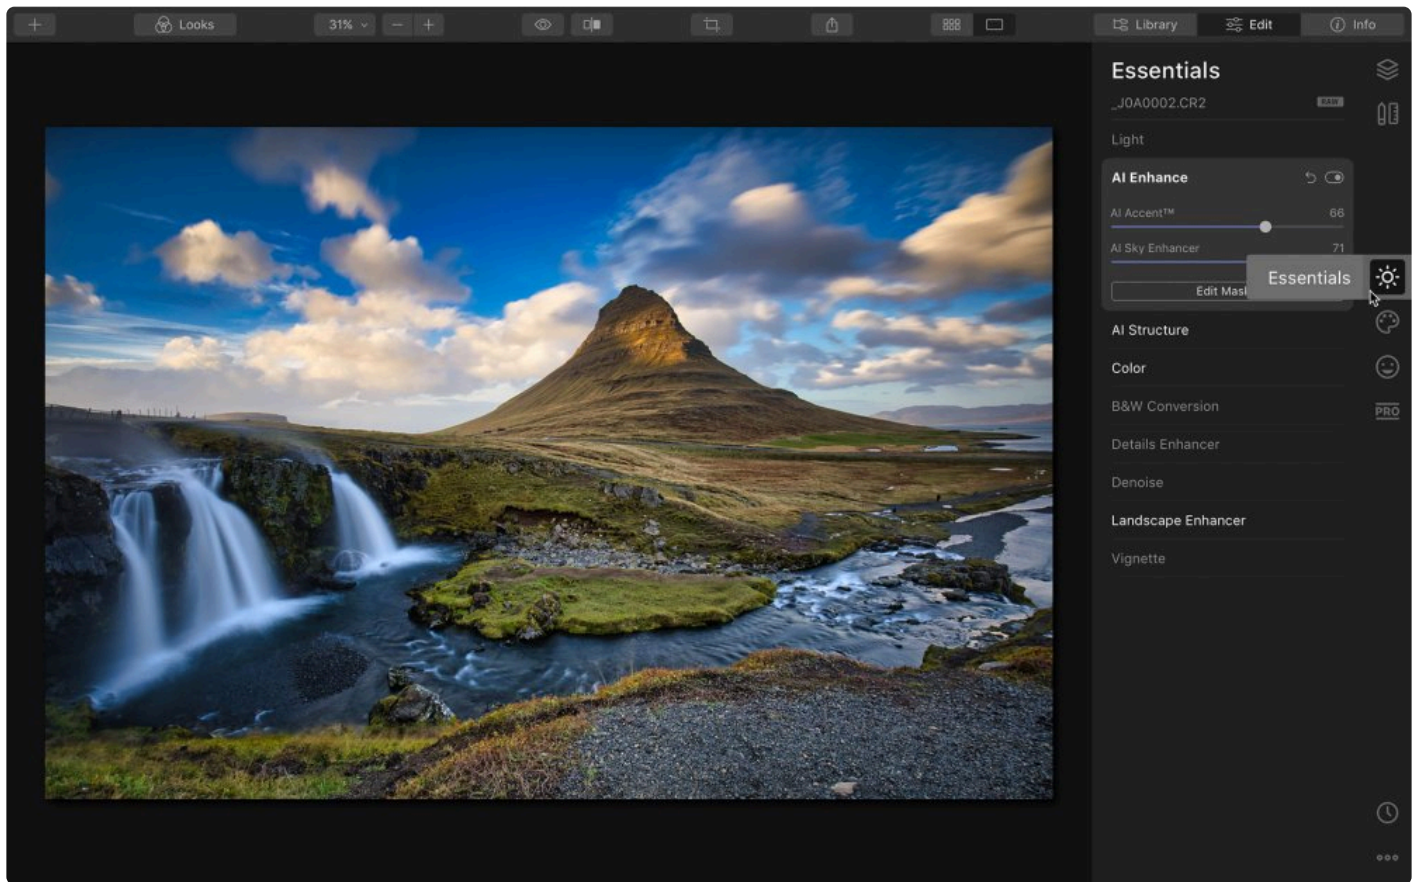 Looks 31% Library Edit Info
Essentials
_J0A0002.CR2 RAW
Light
AI Enhance
AI Accent™ 66
AI Sky Enhancer 71
Essentials
Edit Mas
AI Structure
Color
B&W Conversion
PRO
Details Enhancer
Denoise
Landscape Enhancer
Vignette